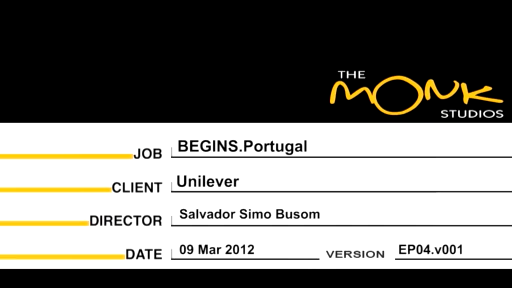 THE
MONK
STUDIOS
JOB BEGINS.Portugal
CLIENT Unilever
DIRECTOR Salvador Simo Busom
DATE 09 Mar 2012 VERSION EP04.v001